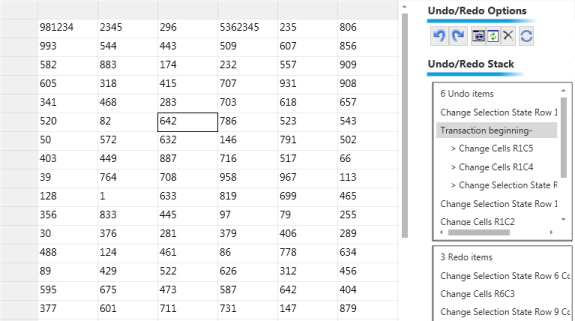 Undo/Redo Options
981234 2345 296 5362345 235 806
993 544 443 509 607 856
582 883 174 232 557 909
605 318 415 707 931 908
341 468 283 703 618 657
520 82 642 786 523 543
50 572 632 146 791 502
403 449 887 716 517 66
39 764 708 958 967 113
128 1 633 819 699 465
356 833 445 97 79 255
30 376 281 379 406 289
488 124 461 86 778 634
89 429 522 626 312 456
595 675 473 587 642 404
377 601 711 731 147 879
Undo/Redo Stack
6 Undo items
Change Selection State Row 1
Transaction beginning-
> Change Cells R1C5
> Change Cells R1C4
> Change Selection State R
Change Selection State Row 1
Change Cells R1C2
3 Redo items
Change Selection State Row 6 Cc
Change Cells R6C3
Change Selection State Row 9 Cc